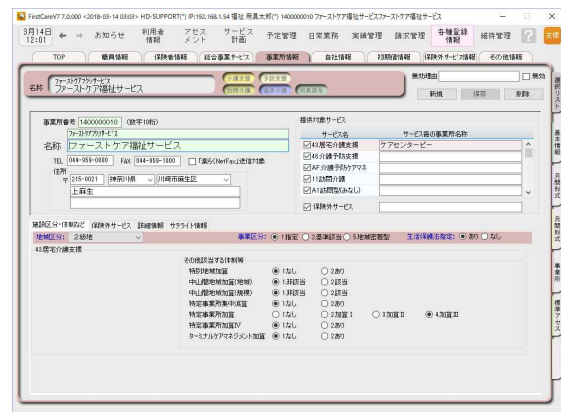 FirstCareV7 7.0.000 <2018-03-14 03:03> HD-SUPPORT(*) IP:192.168.1.54 福祉 用具太郎(*) 1400000010 ファーストケア福祉サービスファーストケア福祉サービス
3月14日 12:01 ← → お知らせ 利用者情報 アセスメント サービス計画 予定管理 日常業務 実績管理 請求管理 各種登録情報 維持管理 ? 支援
TOP 職員情報 保険者情報 総合事業サービス 事業所情報 自社情報 初期値情報 保険外サービス情報 その他情報
名称 ファーストケアフクシサービス
ファーストケア福祉サービス
介護支援 予防支援
訪問介護 通所介護 用具貸与
無効理由 無効
新規 保存 削除
選択リスト
基本情報
月間形式
月間形式
事業所
標準アセス
事業所番号 1400000010 (数字10桁)
ファーストケアフクシサービス
名称 ファーストケア福祉サービス
TEL 044-959-0880 FAX 044-959-1000 「楽らくNetFax」送信対象
住所
〒 215-0021 神奈川県 川崎市麻生区
上麻生
提供対象サービス
サービス名 サービス毎の事業所名称
43居宅介護支援 ケアセンタービー
46介護予防支援
AF介護予防ケアマネ
11訪問介護
A1訪問型(みなし)
保険外サービス
施設区分・体制など 保険外サービス 詳細情報 サテライト情報
地域区分: 2級地 事業区分: 1指定 2基準該当 5地域密着型 生活保護法指定: あり なし
43居宅介護支援
その他該当する体制等
特別地域加算 1なし 2あり
中山間地域加算(地域) 1非該当 2該当
中山間地域加算(規模) 1非該当 2該当
特定事業所集中減算 1なし 2あり
特定事業所加算 1なし 2加算Ⅰ 3加算Ⅱ 4加算Ⅲ
特定事業所加算Ⅳ 1なし 2あり
ターミナルケアマネジメント加算 1なし 2あり